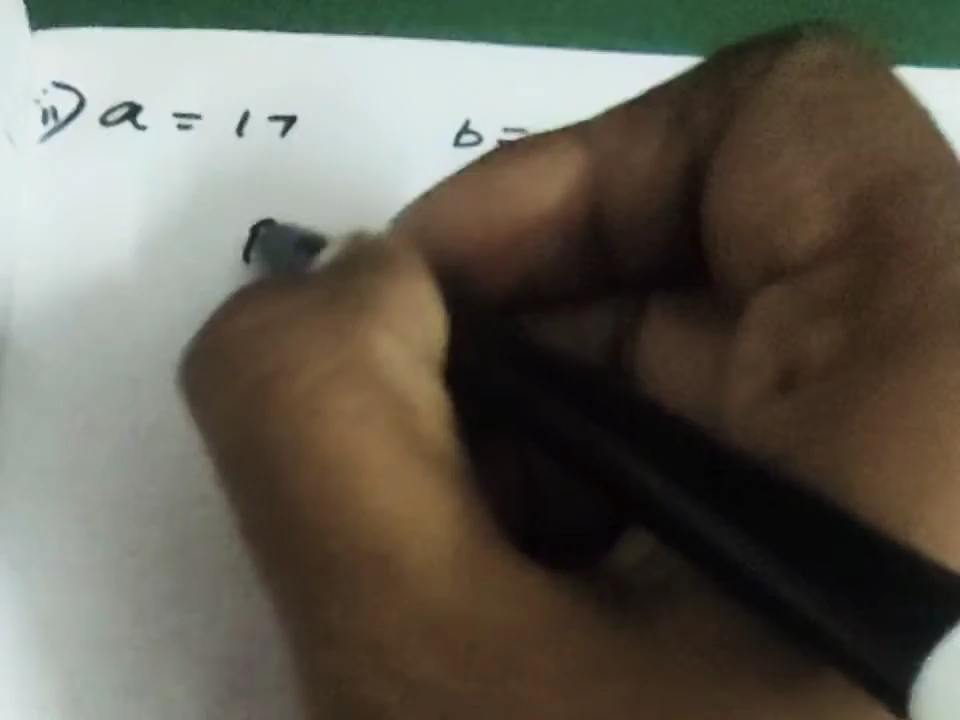 ii) a = 17 b =